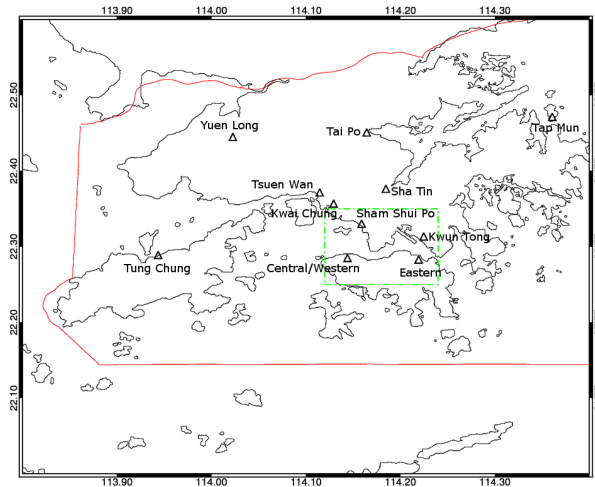 113.90 114.00 114.10 114.20 114.30
22.50
Yuen Long
Tai Po
Tap Mun
22.40
Tsuen Wan
Sha Tin
Kwai Chung
Sham Shui Po
22.30
Kwun Tong
Tung Chung
Central/Western
Eastern
22.20
22.10
113.90 114.00 114.10 114.20 114.30